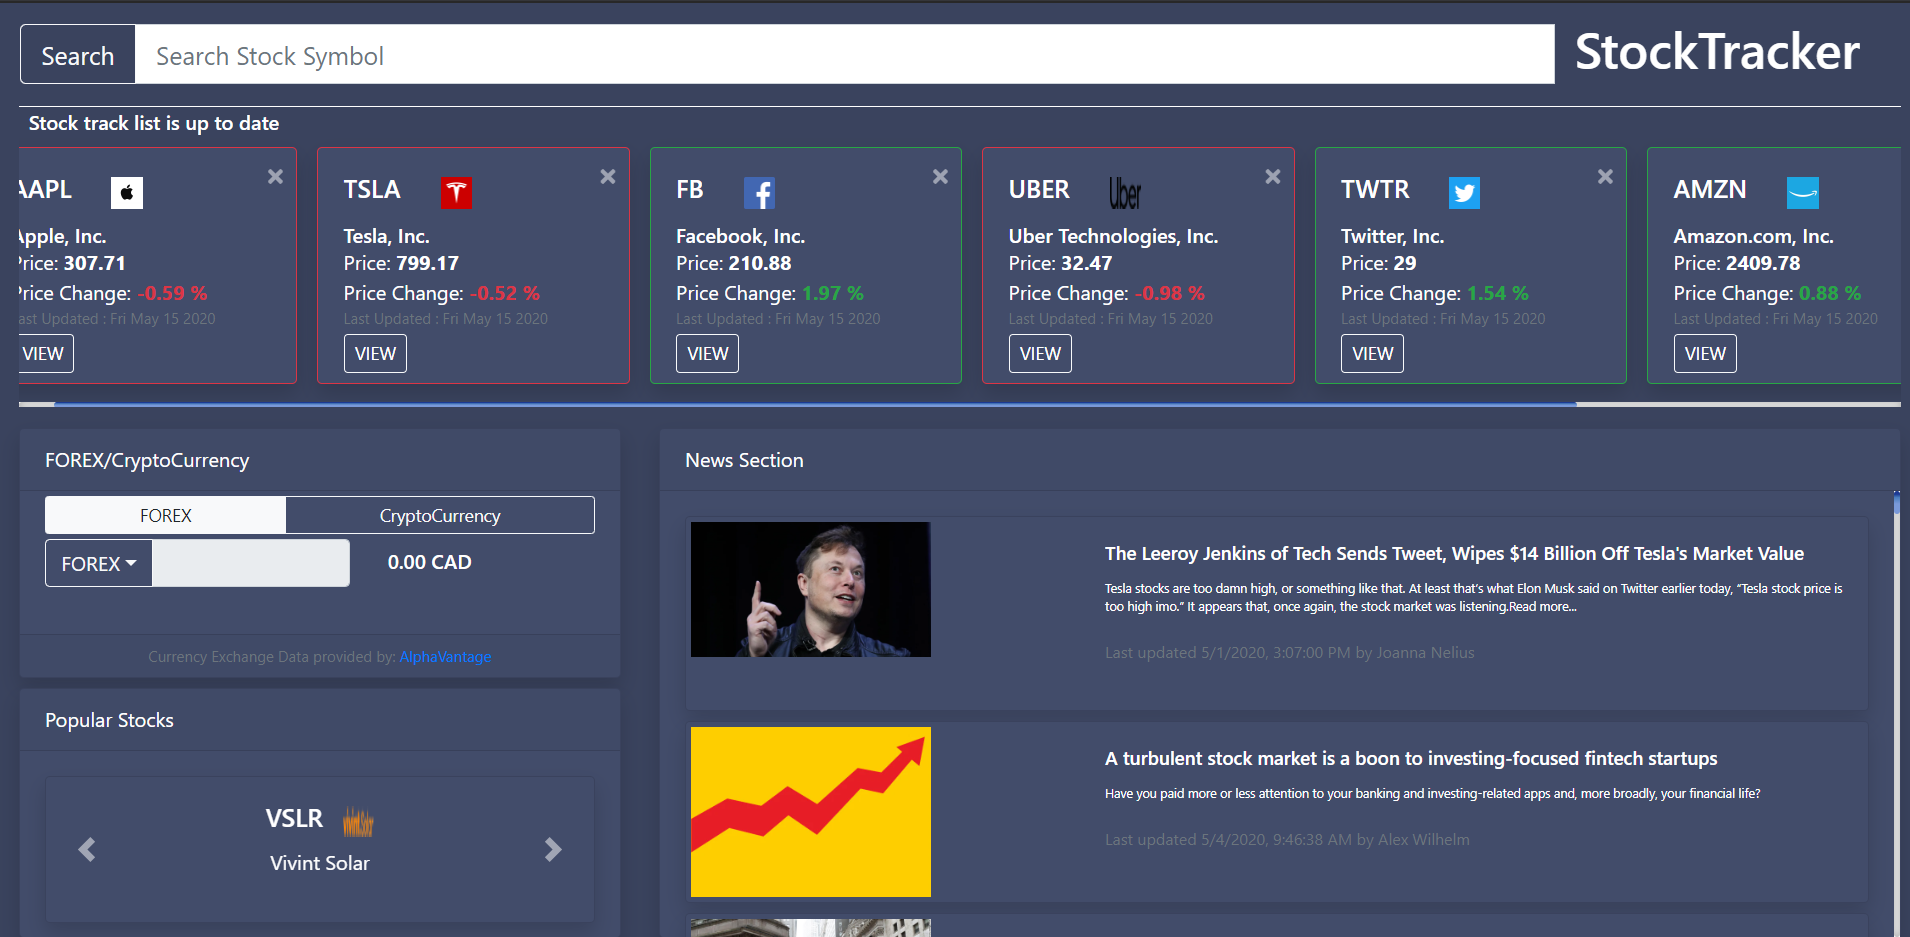 Search
Search Stock Symbol
StockTracker
Stock track list is up to date
AAPL
Apple, Inc.
Price: 307.71
Price Change: -0.59 %
Last Updated : Fri May 15 2020
VIEW
TSLA
Tesla, Inc.
Price: 799.17
Price Change: -0.52 %
Last Updated : Fri May 15 2020
VIEW
FB
Facebook, Inc.
Price: 210.88
Price Change: 1.97 %
Last Updated : Fri May 15 2020
VIEW
UBER
Uber
Uber Technologies, Inc.
Price: 32.47
Price Change: -0.98 %
Last Updated : Fri May 15 2020
VIEW
TWTR
Twitter, Inc.
Price: 29
Price Change: 1.54 %
Last Updated : Fri May 15 2020
VIEW
AMZN
Amazon.com, Inc.
Price: 2409.78
Price Change: 0.88 %
Last Updated : Fri May 15 2020
VIEW
FOREX/CryptoCurrency
FOREX
CryptoCurrency
FOREX
0.00 CAD
Currency Exchange Data provided by: AlphaVantage
Popular Stocks
VSLR
vivint.Solar
Vivint Solar
News Section
The Leeroy Jenkins of Tech Sends Tweet, Wipes $14 Billion Off Tesla's Market Value
Tesla stocks are too damn high, or something like that. At least that's what Elon Musk said on Twitter earlier today, “Tesla stock price is
too high imo.” It appears that, once again, the stock market was listening.Read more...
Last updated 5/1/2020, 3:07:00 PM by Joanna Nelius
A turbulent stock market is a boon to investing-focused fintech startups
Have you paid more or less attention to your banking and investing-related apps and, more broadly, your financial life?
Last updated 5/4/2020, 9:46:38 AM by Alex Wilhelm